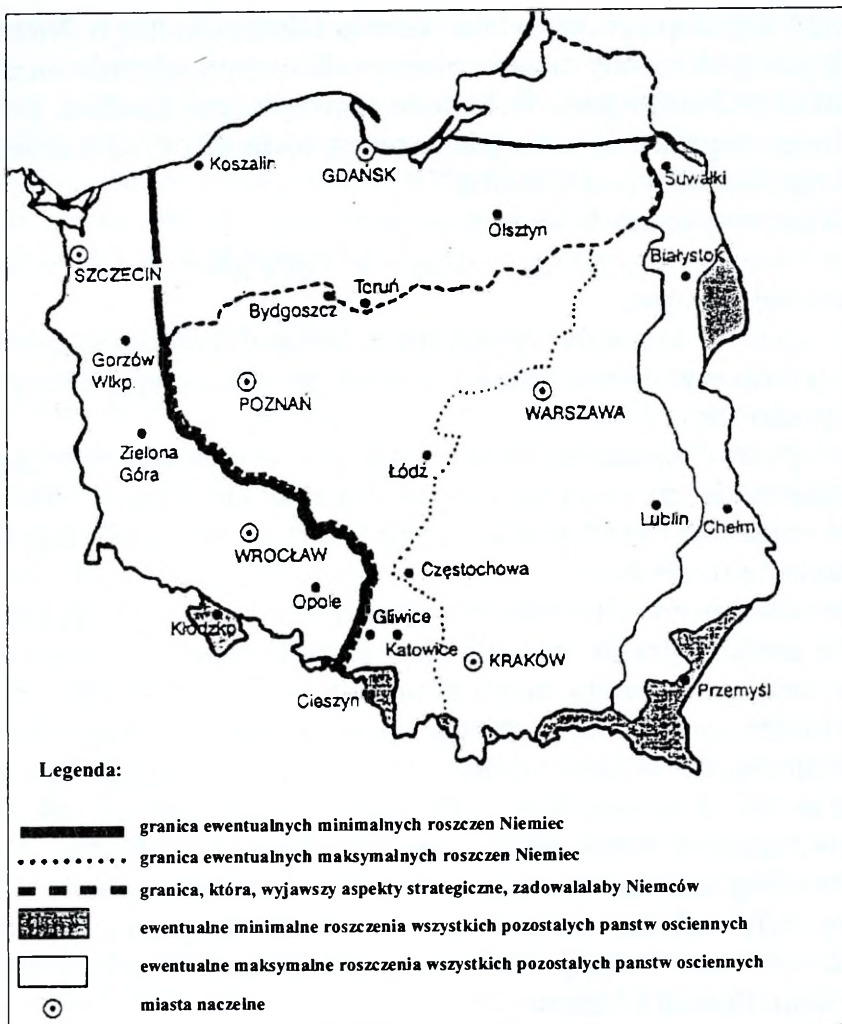 Koszalin
GDAŃSK
Suwałki
Olsztyn
SZCZECIN
Białystok
Bydgoszcz
Toruń
Gorzów
Wlkp.
POZNAŃ
WARSZAWA
Zielona
Góra
Łódź
WROCŁAW
Lublin
Chełm
Opole
Częstochowa
Kłodzko
Gliwice
Katowice
KRAKÓW
Cieszyn
Przemyśl
Legenda:
granica ewentualnych minimalnych roszczen Niemiec
granica ewentualnych maksymalnych roszczen Niemiec
granica, która, wyjawszy aspekty strategiczne, zadowalalaby Niemców
ewentualne minimalne roszczenia wszystkich pozostalych panstw osciennych
ewentualne maksymalne roszczenia wszystkich pozostalych panstw osciennych
miasta naczelne